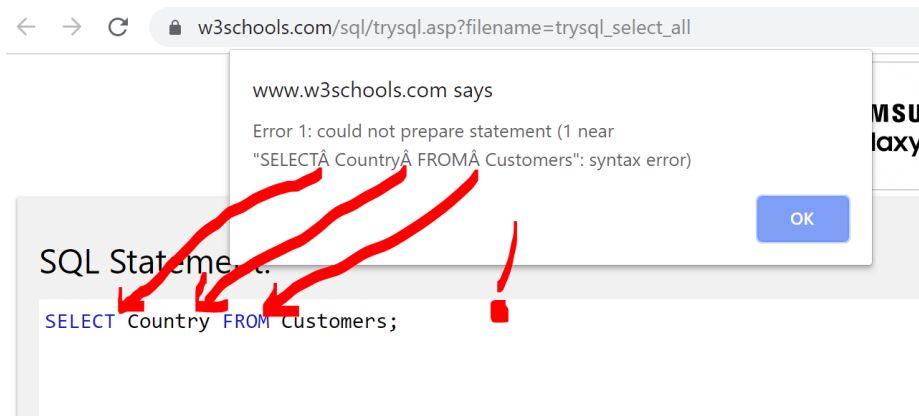 w3schools.com/sql/trysql.asp?filename=trysql_select_all
www.w3schools.com says
Error 1: could not prepare statement (1 near
"SELECTÂ CountryÂ FROMÂ Customers": syntax error)
OK
SQL Statement:
SELECT Country FROM Customers;